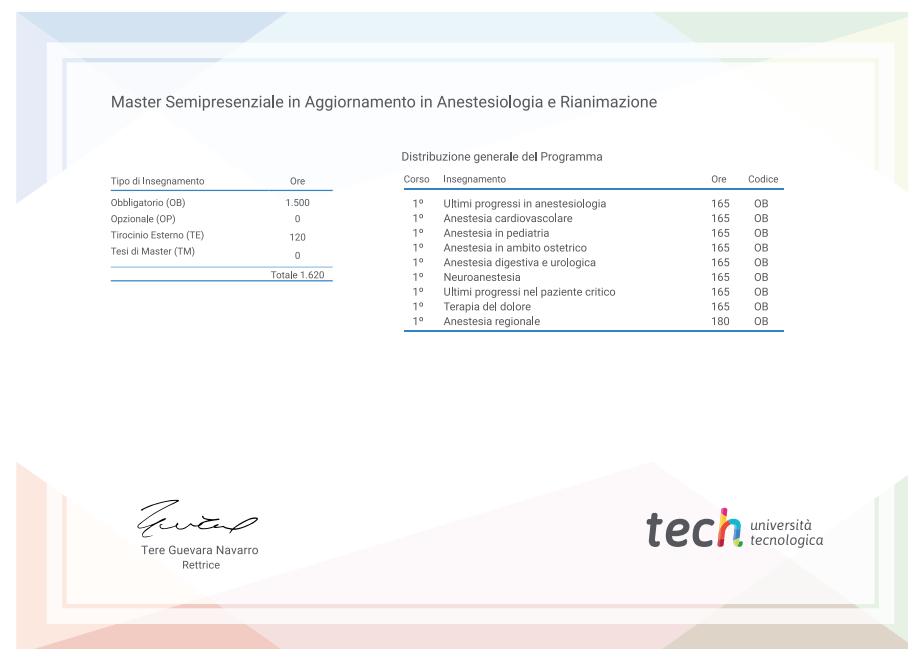 Master Semipresenziale in Aggiornamento in Anestesiologia e Rianimazione
Tipo di Insegnamento Ore
Obbligatorio (OB) 1.500
Opzionale (OP) 0
Tirocinio Esterno (TE) 120
Tesi di Master (TM) 0
Totale 1.620
Distribuzione generale del Programma
Corso Insegnamento Ore Codice
1º Ultimi progressi in anestesiologia 165 OB
1º Anestesia cardiovascolare 165 OB
1º Anestesia in pediatria 165 OB
1º Anestesia in ambito ostetrico 165 OB
1º Anestesia digestiva e urologica 165 OB
1º Neuroanestesia 165 OB
1º Ultimi progressi nel paziente critico 165 OB
1º Terapia del dolore 165 OB
1º Anestesia regionale 180 OB
Tere Guevara Navarro
Rettrice
tech università
tecnologica